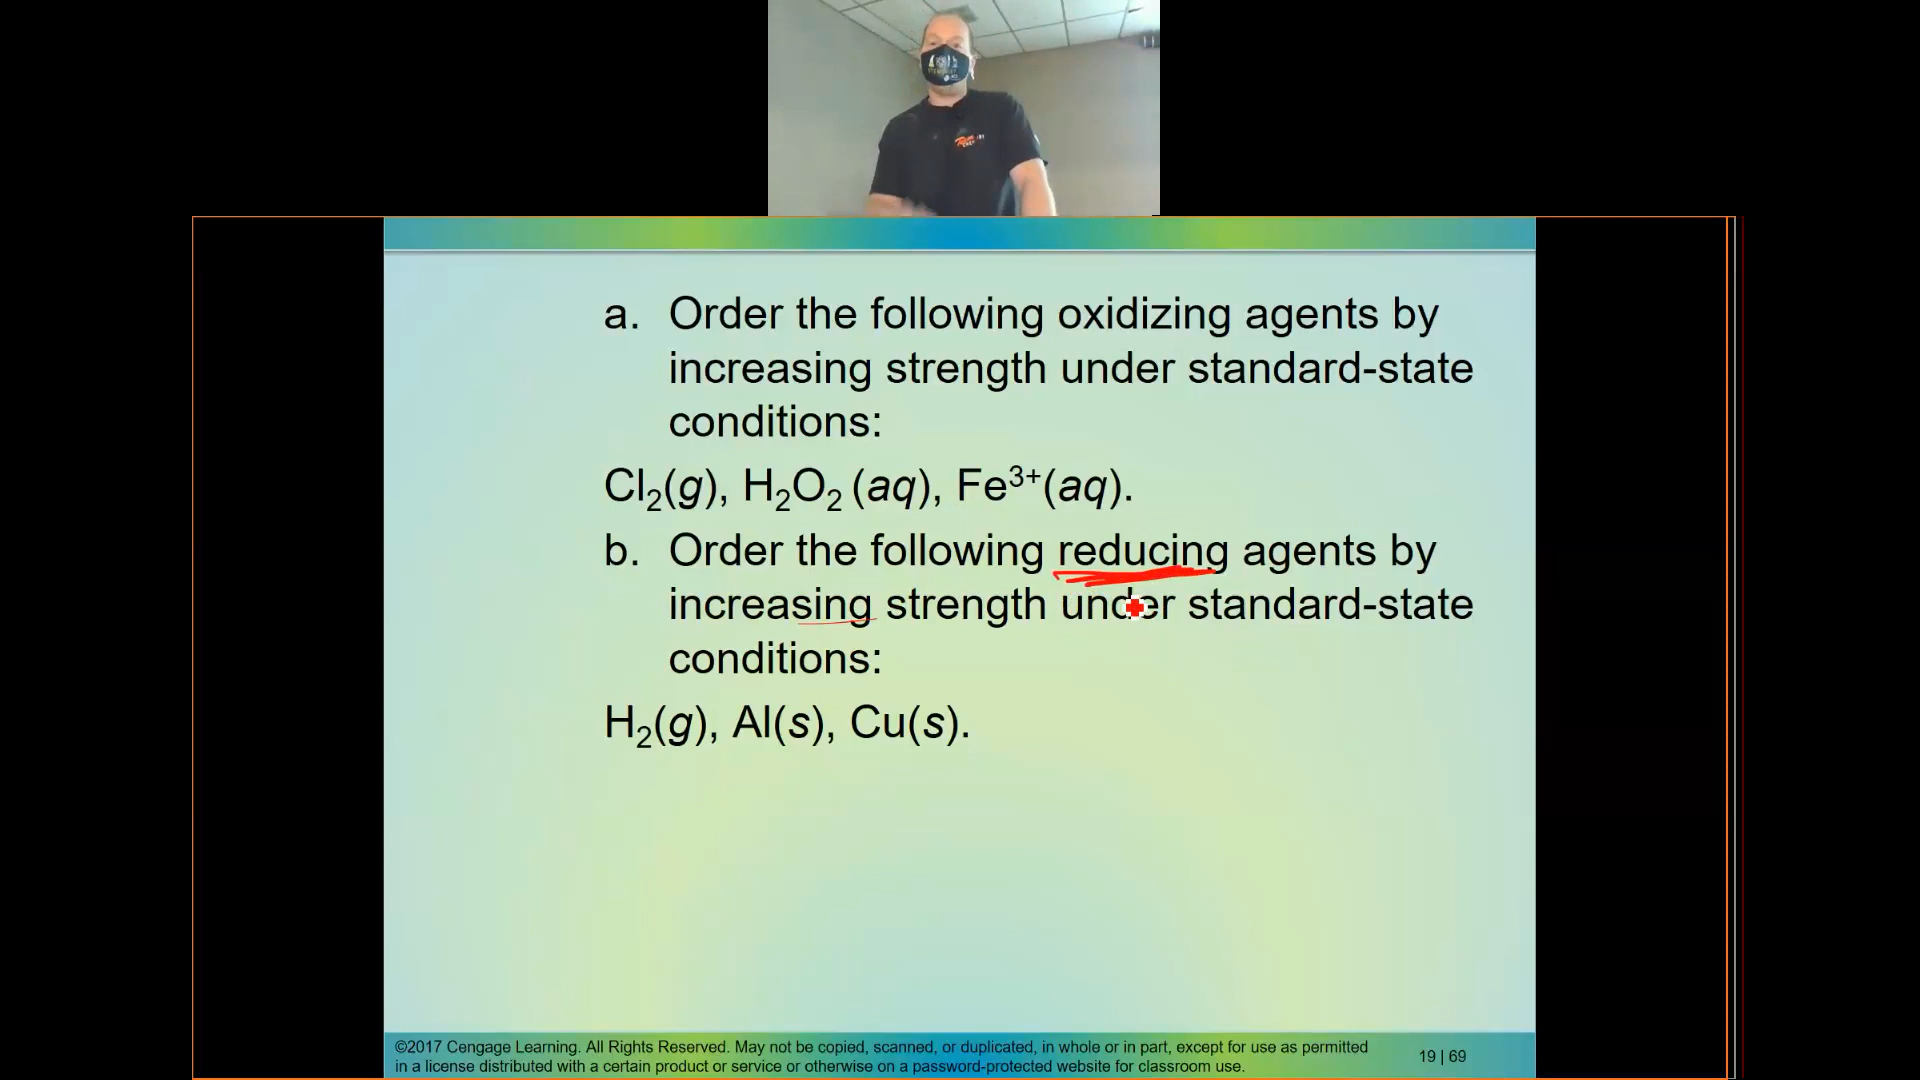 a. Order the following oxidizing agents by
increasing strength under standard-state
conditions:
Cl₂(g), H₂O₂ (aq), Fe³⁺(aq).
b. Order the following reducing agents by
increasing strength under standard-state
conditions:
H₂(g), Al(s), Cu(s).
©2017 Cengage Learning. All Rights Reserved. May not be copied, scanned, or duplicated, in whole or in part, except for use as permitted
in a license distributed with a certain product or service or otherwise on a password-protected website for classroom use.
19 | 69